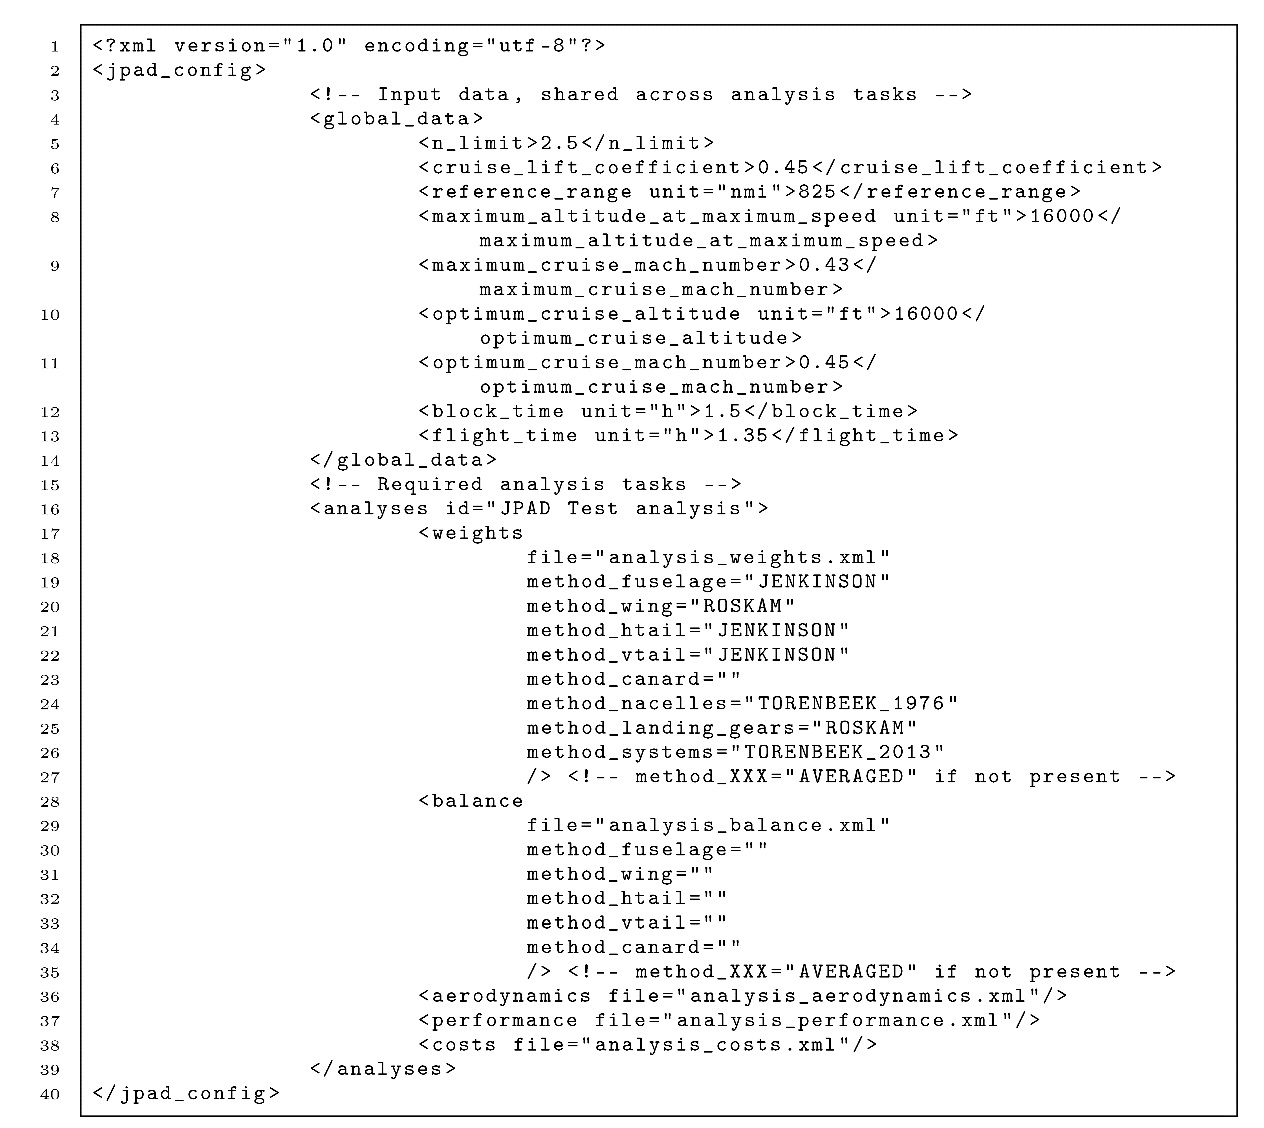 1 <?xml version="1.0" encoding="utf-8"?>
2 <jpad_config>
3 <!-- Input data, shared across analysis tasks -->
4 <global_data>
5 <n_limit>2.5</n_limit>
6 <cruise_lift_coefficient>0.45</cruise_lift_coefficient>
7 <reference_range unit="nmi">825</reference_range>
8 <maximum_altitude_at_maximum_speed unit="ft">16000</
maximum_altitude_at_maximum_speed>
9 <maximum_cruise_mach_number>0.43</
maximum_cruise_mach_number>
10 <optimum_cruise_altitude unit="ft">16000</
optimum_cruise_altitude>
11 <optimum_cruise_mach_number>0.45</
optimum_cruise_mach_number>
12 <block_time unit="h">1.5</block_time>
13 <flight_time unit="h">1.35</flight_time>
14 </global_data>
15 <!-- Required analysis tasks -->
16 <analyses id="JPAD Test analysis">
17 <weights
18 file="analysis_weights.xml"
19 method_fuselage="JENKINSON"
20 method_wing="ROSKAM"
21 method_htail="JENKINSON"
22 method_vtail="JENKINSON"
23 method_canard=""
24 method_nacelles="TORENBEEK_1976"
25 method_landing_gears="ROSKAM"
26 method_systems="TORENBEEK_2013"
27 /> <!-- method_XXX="AVERAGED" if not present -->
28 <balance
29 file="analysis_balance.xml"
30 method_fuselage=""
31 method_wing=""
32 method_htail=""
33 method_vtail=""
34 method_canard=""
35 /> <!-- method_XXX="AVERAGED" if not present -->
36 <aerodynamics file="analysis_aerodynamics.xml"/>
37 <performance file="analysis_performance.xml"/>
38 <costs file="analysis_costs.xml"/>
39 </analyses>
40 </jpad_config>